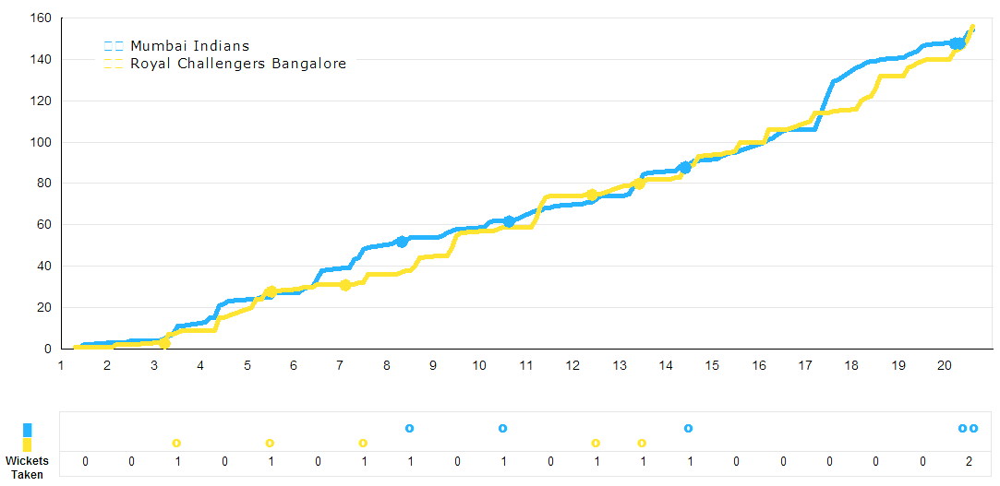 160
Mumbai Indians
Royal Challengers Bangalore
140
120
100
80
60
40
20
0
1 2 3 4 5 6 7 8 9 10 11 12 13 14 15 16 17 18 19 20
Wickets
Taken
0 0 1 0 1 0 1 1 0 1 0 1 1 1 0 0 0 0 0 2